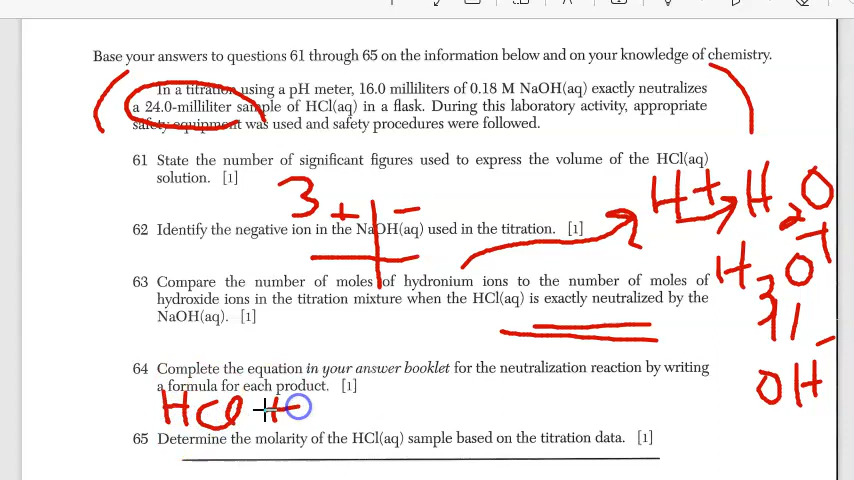 Base your answers to questions 61 through 65 on the information below and on your knowledge of chemistry.
In a titration using a pH meter, 16.0 milliliters of 0.18 M NaOH(aq) exactly neutralizes
a 24.0-milliliter sample of HCl(aq) in a flask. During this laboratory activity, appropriate
safety equipment was used and safety procedures were followed.
61 State the number of significant figures used to express the volume of the HCl(aq)
solution. [1]
3
+ -
62 Identify the negative ion in the NaOH(aq) used in the titration. [1]
H+ H2O
H3O+
63 Compare the number of moles of hydronium ions to the number of moles of
hydroxide ions in the titration mixture when the HCl(aq) is exactly neutralized by the
NaOH(aq). [1]
OH-
64 Complete the equation in your answer booklet for the neutralization reaction by writing
a formula for each product. [1]
HCl +
65 Determine the molarity of the HCl(aq) sample based on the titration data. [1]